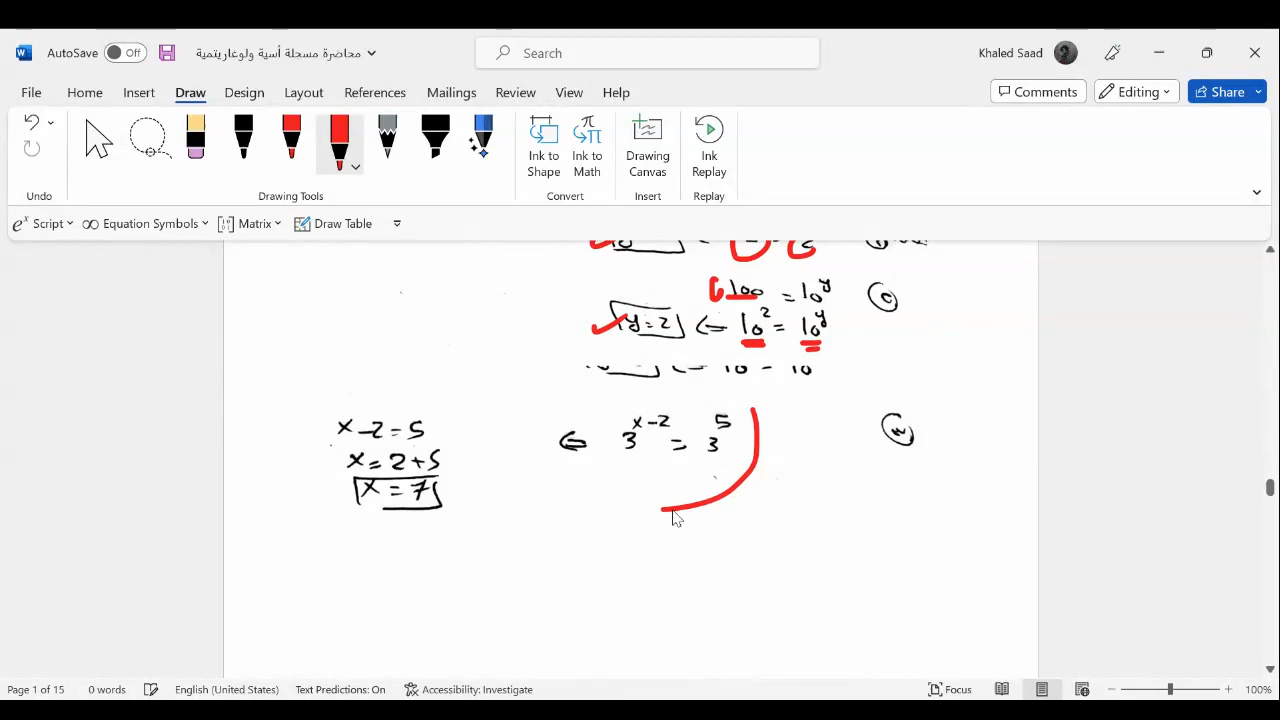 AutoSave Off محاضرة مسجلة أسية ولوغاريتمية Search Khaled Saad
File Home Insert Draw Design Layout References Mailings Review View Help Comments Editing Share
Ink to Shape
Ink to Math
Drawing Canvas
Ink Replay
Undo Drawing Tools Convert Insert Replay
Script Equation Symbols Matrix Draw Table
100 = 10^y
y = 2 ⇐ 10^2 = 10^y
x-2=5 ⇐ 3^{x-2} = 3^5
x=2+5
x=7
Page 1 of 15 0 words English (United States) Text Predictions: On Accessibility: Investigate Focus 100%